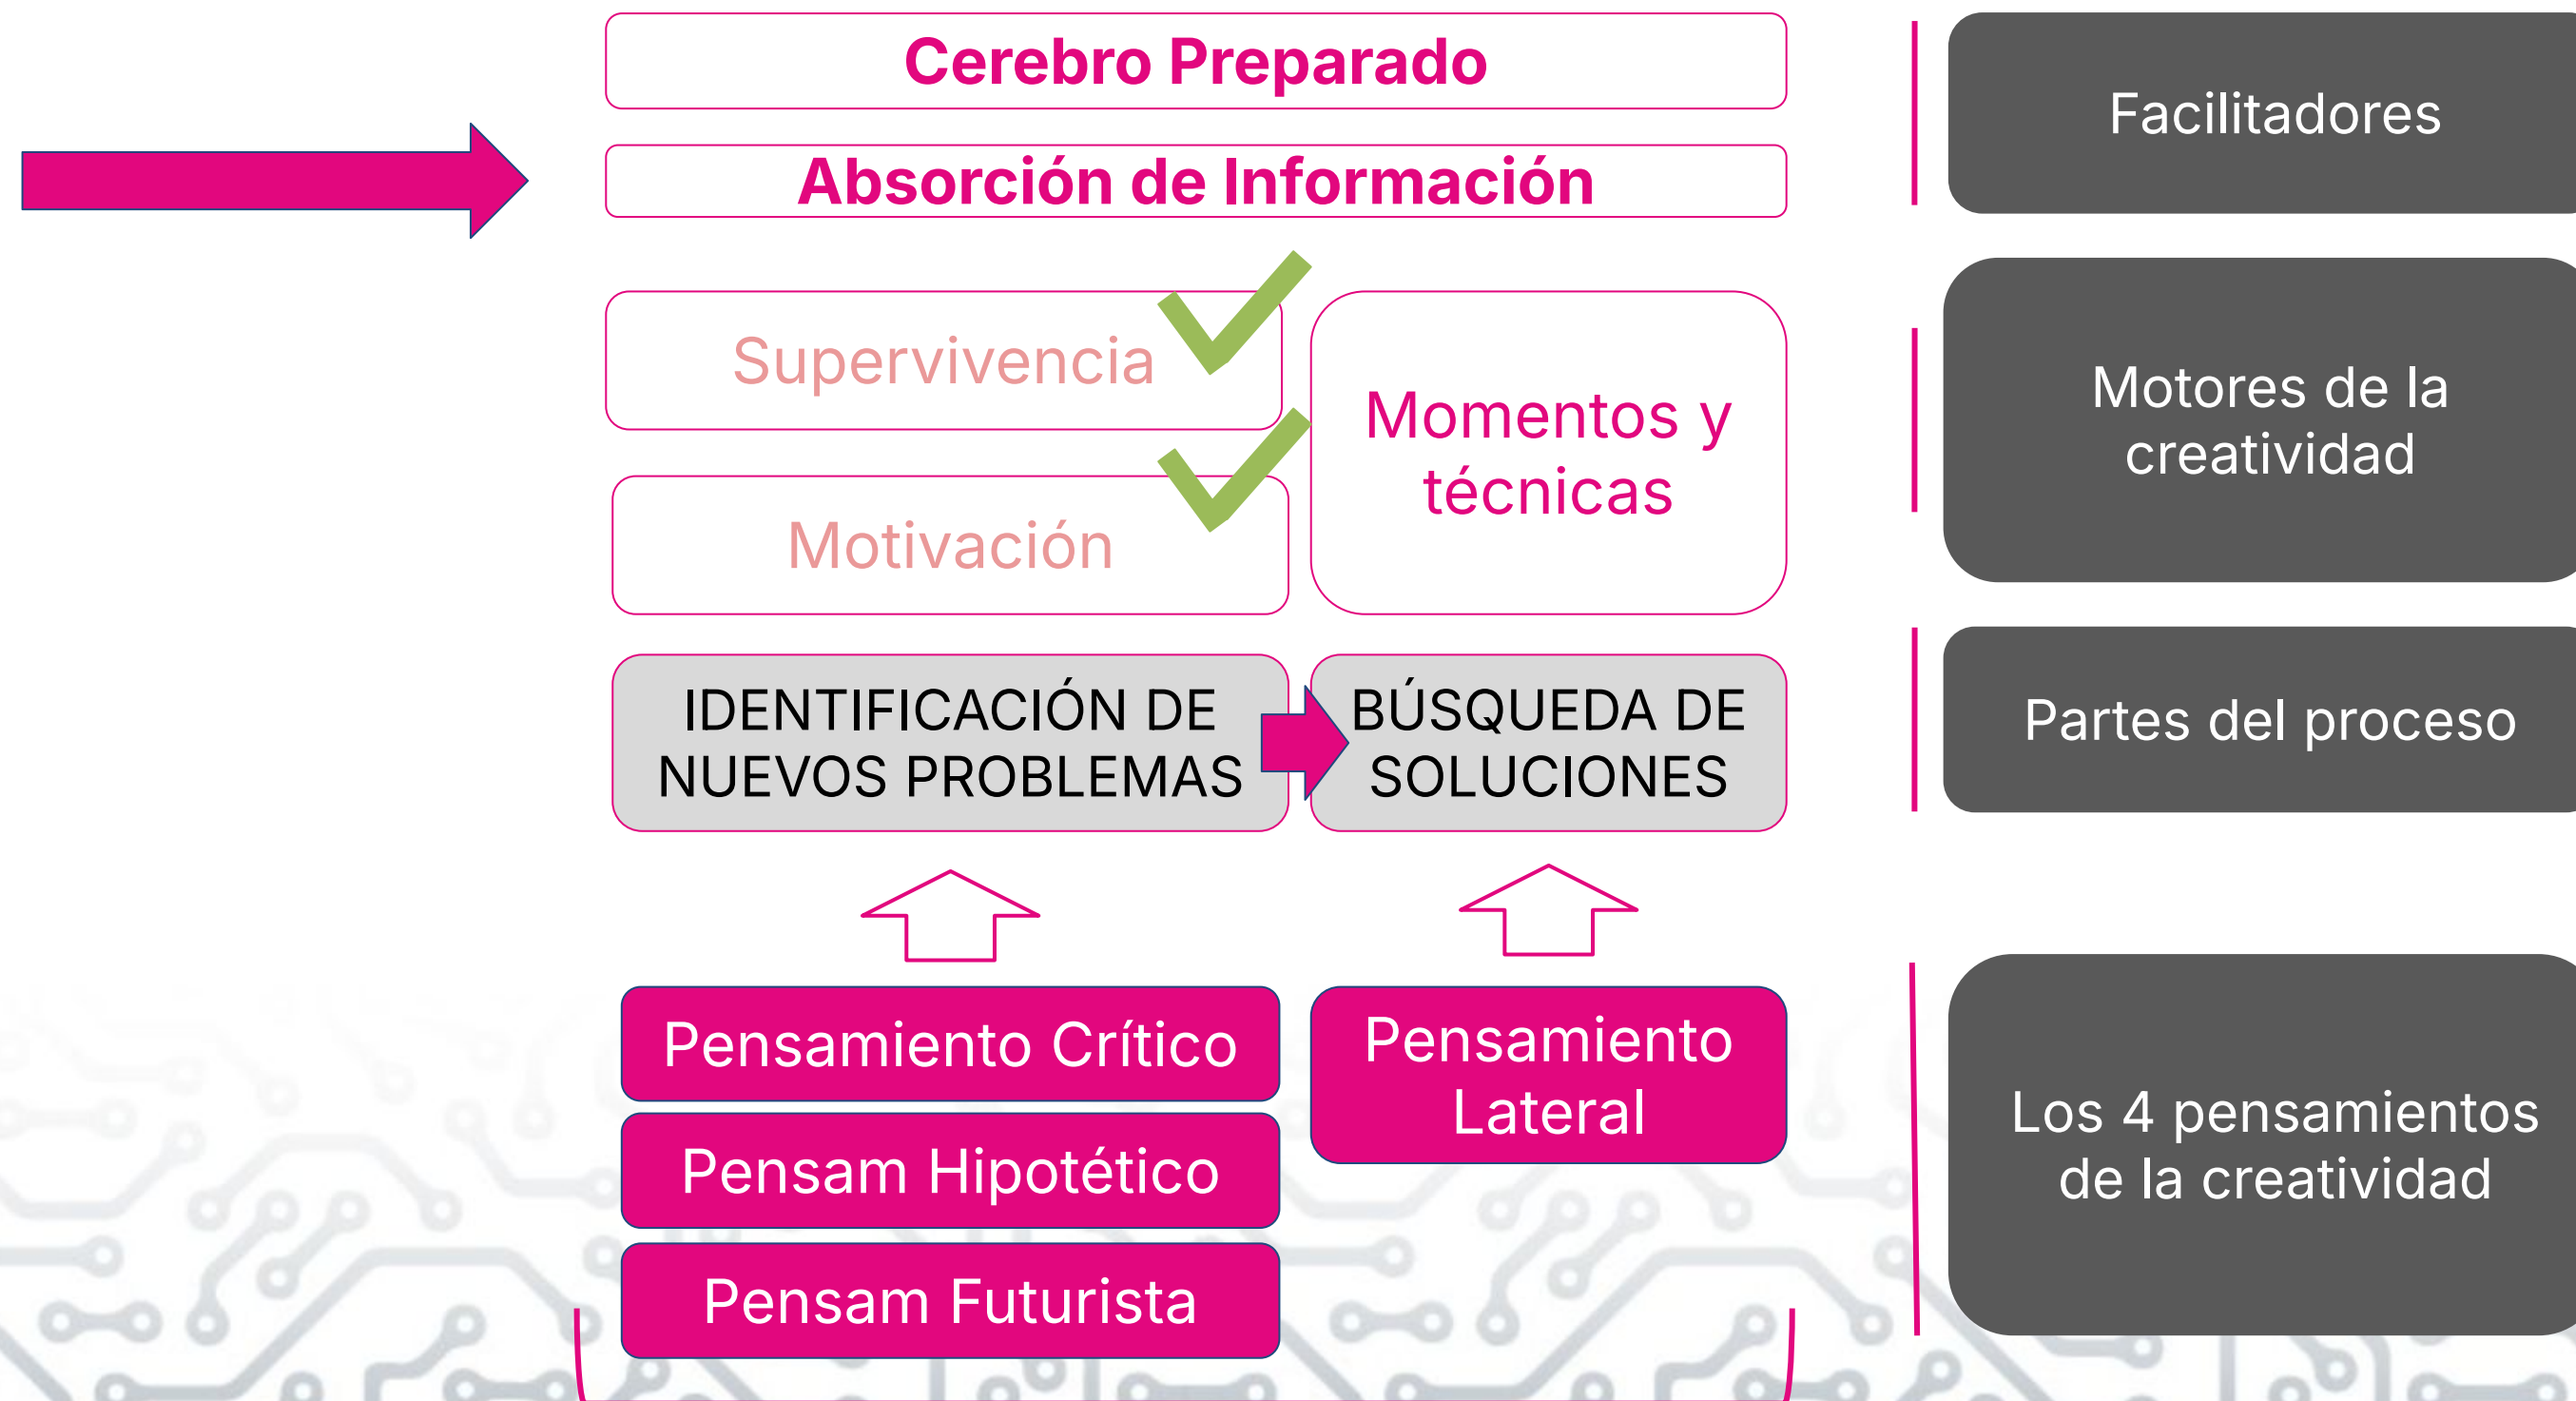 Cerebro Preparado
Absorción de Información
Facilitadores
Supervivencia
Motivación
Momentos y
técnicas
Motores de la
creatividad
IDENTIFICACIÓN DE
NUEVOS PROBLEMAS
BÚSQUEDA DE
SOLUCIONES
Partes del proceso
Pensamiento Crítico
Pensam Hipotético
Pensam Futurista
Pensamiento
Lateral
Los 4 pensamientos
de la creatividad